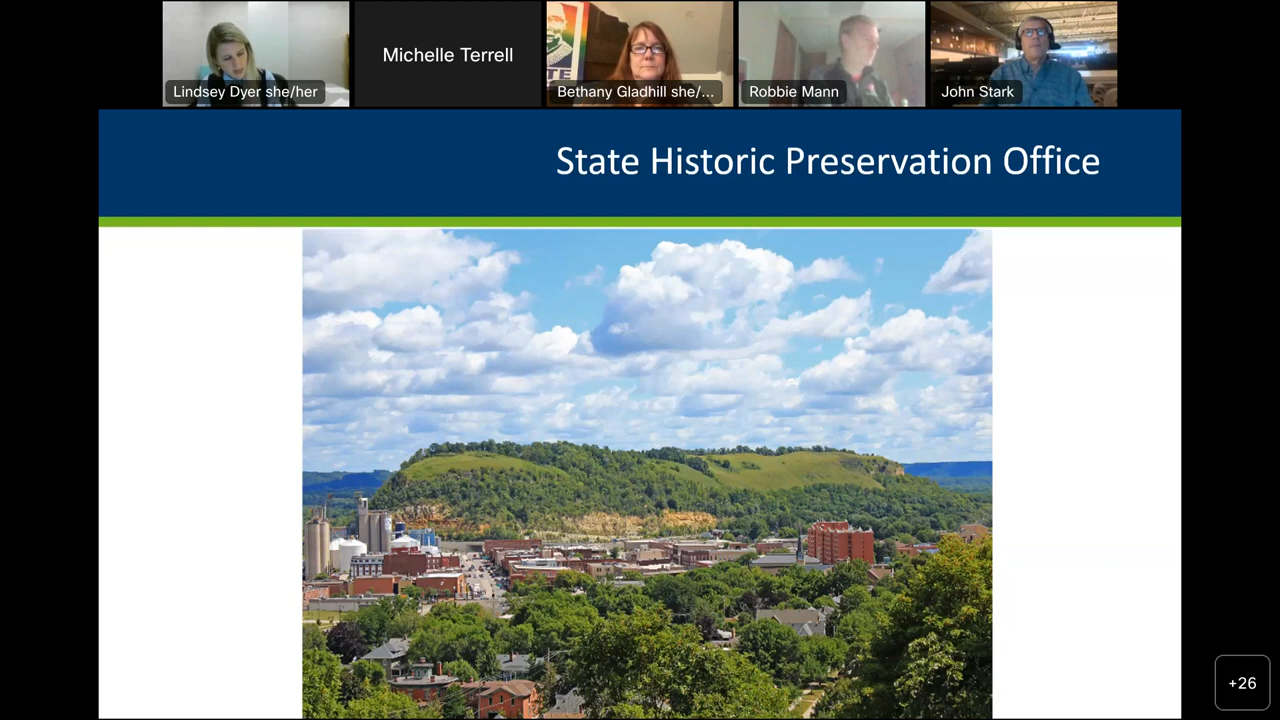 Lindsey Dyer she/her
Michelle Terrell
Bethany Gladhill she/...
Robbie Mann
John Stark
State Historic Preservation Office
+26